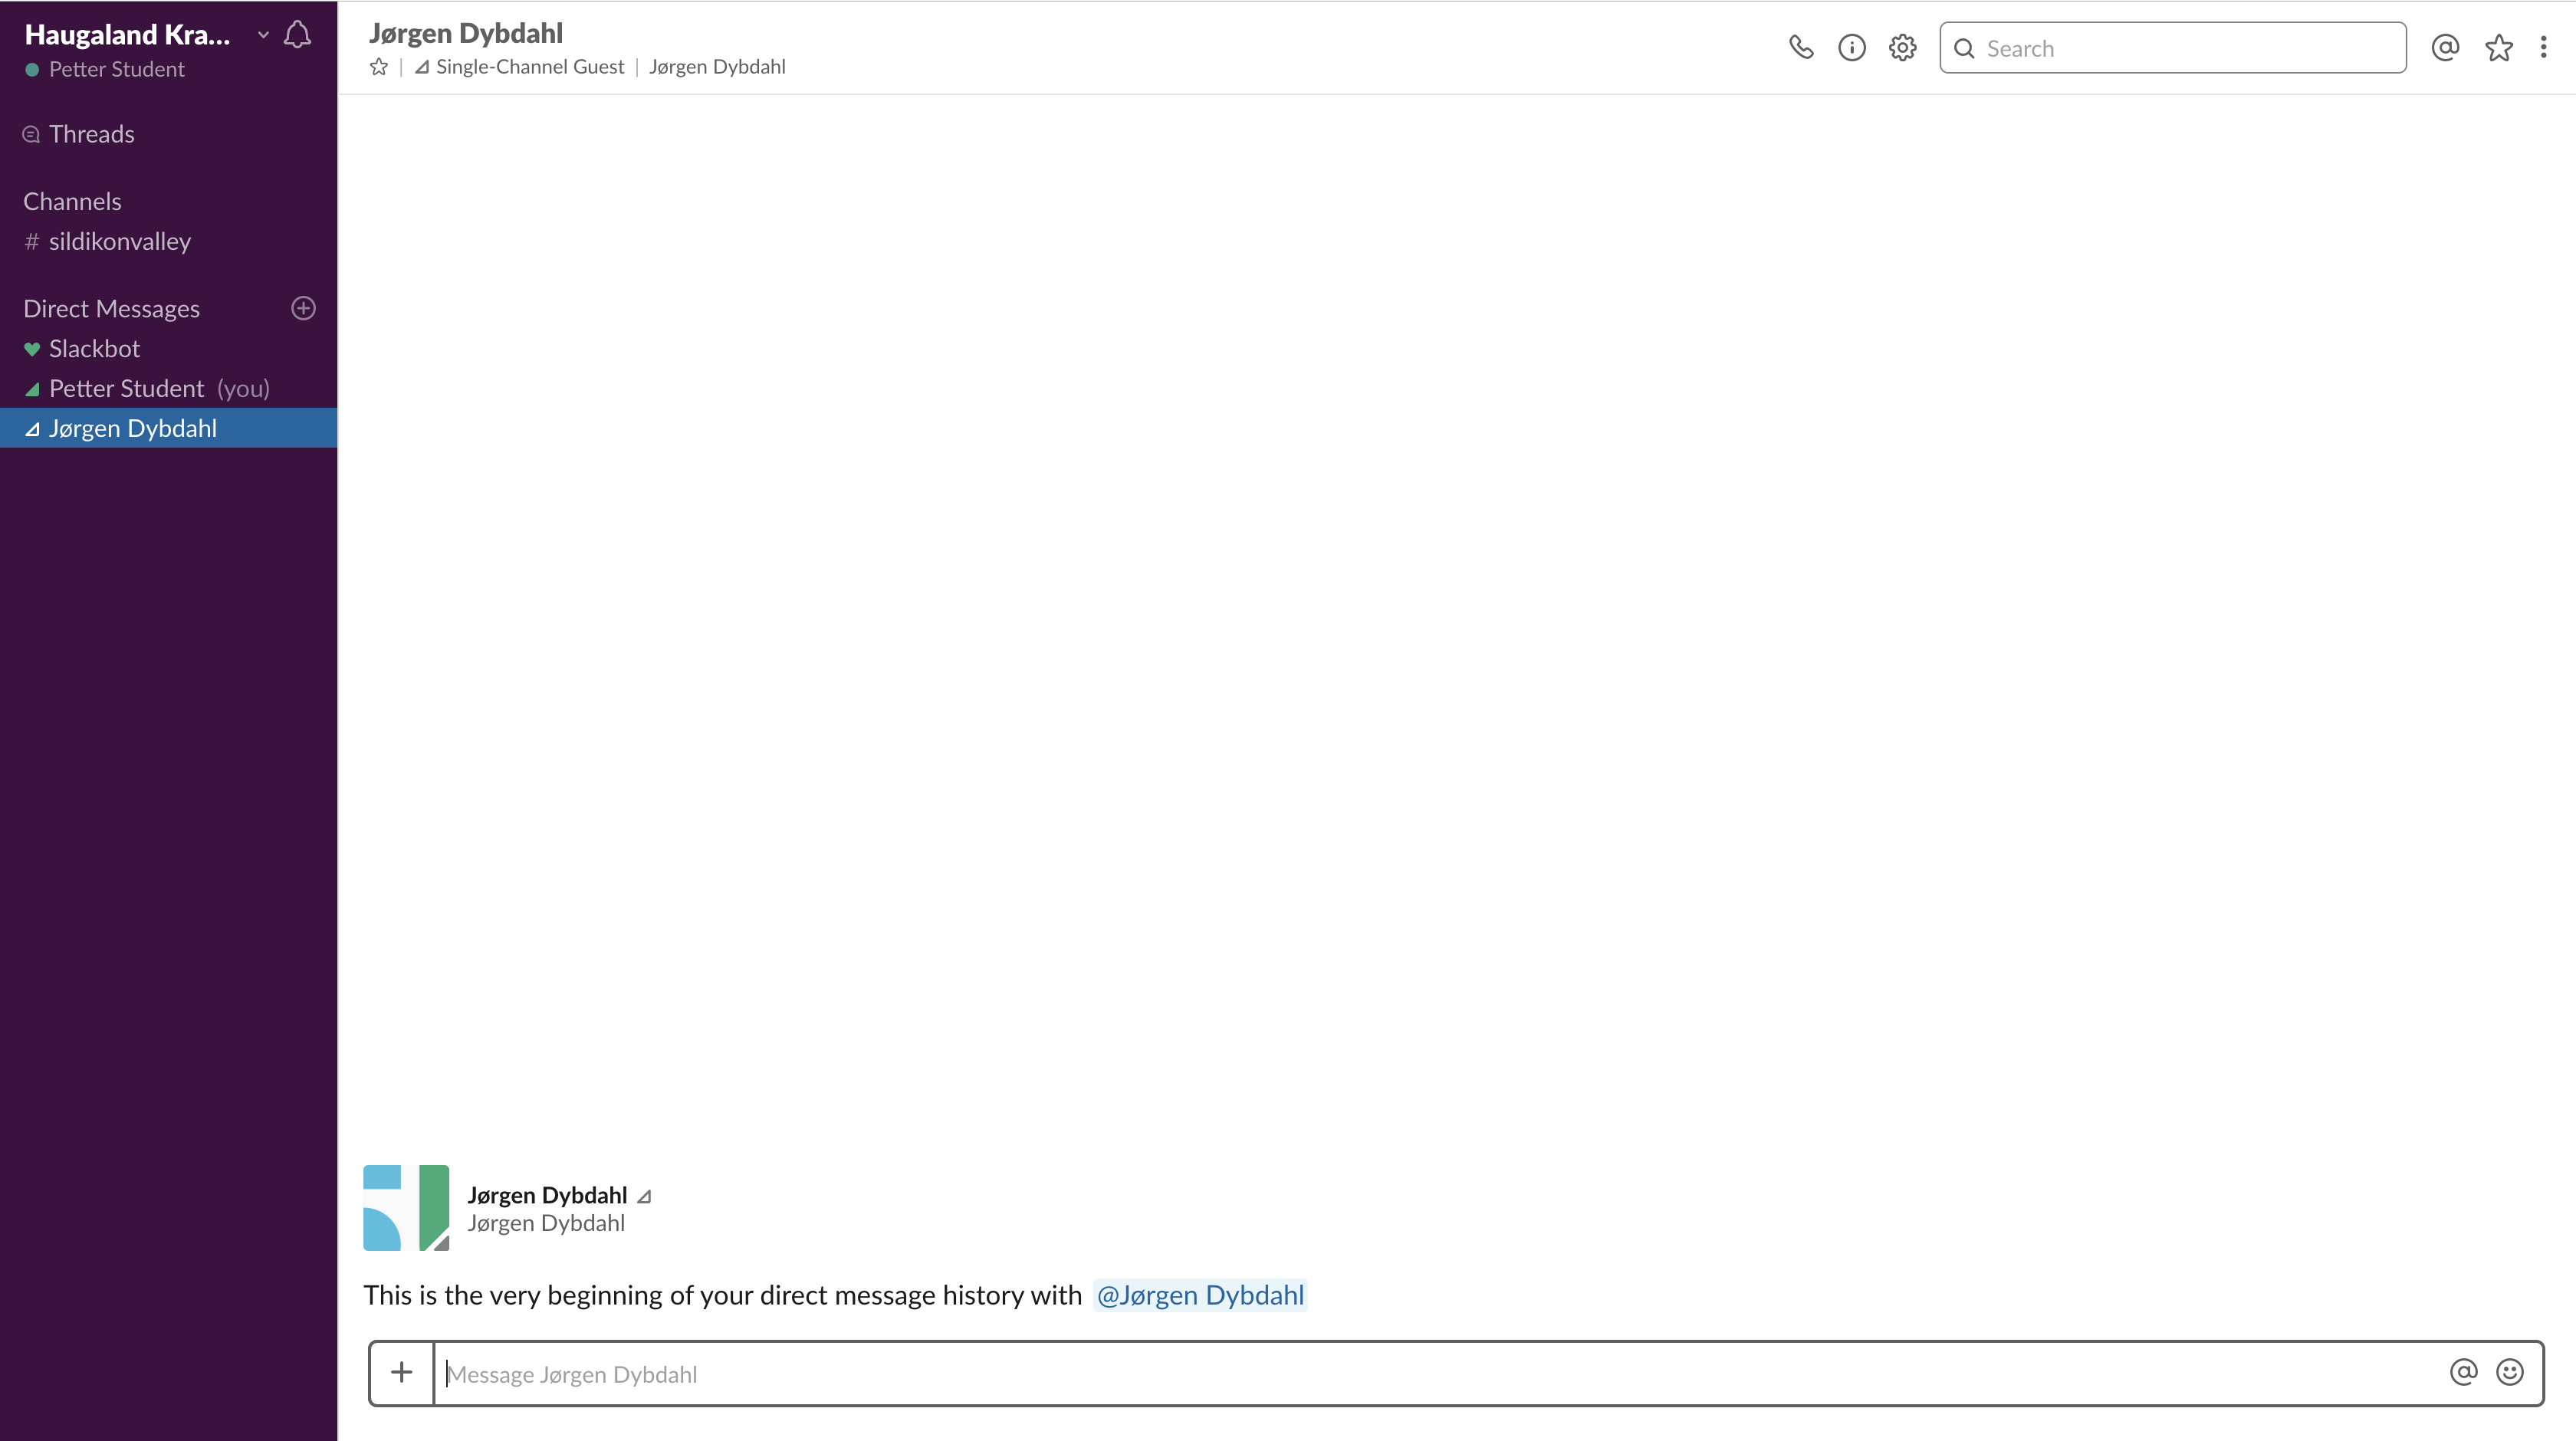 Haugaland Kra...
Petter Student
Threads
Channels
# sildikonvalley
Direct Messages
Slackbot
Petter Student (you)
Jørgen Dybdahl
Jørgen Dybdahl
Single-Channel Guest | Jørgen Dybdahl
Search
Jørgen Dybdahl
Jørgen Dybdahl
This is the very beginning of your direct message history with @Jørgen Dybdahl
Message Jørgen Dybdahl